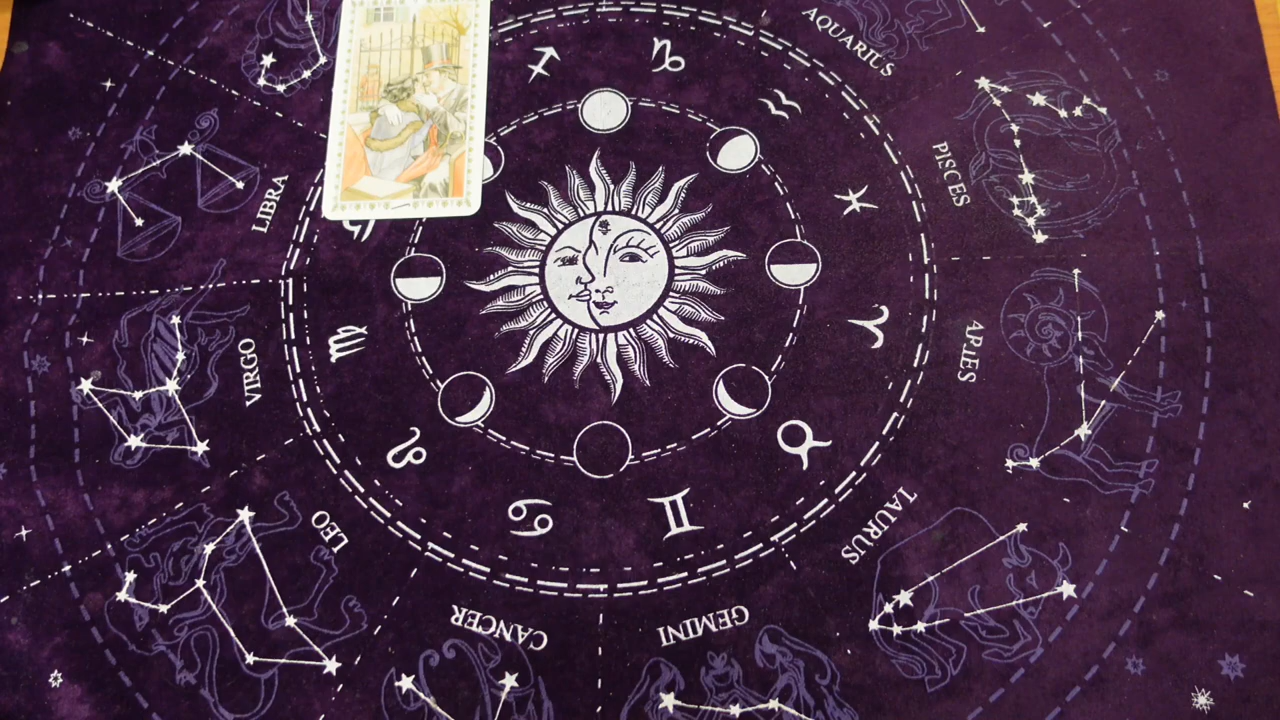 AQUARIUS
PISCES
LIBRA
ARIES
VIRGO
TAURUS
LEO
GEMINI
CANCER